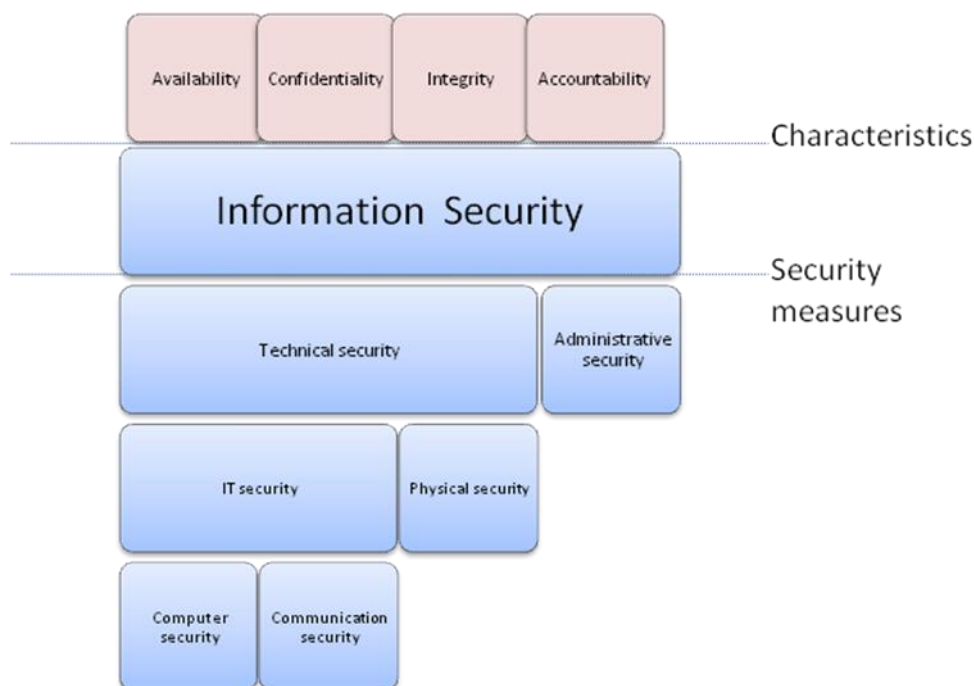 Availability
Confidentiality
Integrity
Accountability
Characteristics
Information Security
Security
measures
Technical security
Administrative
security
IT security
Physical security
Computer
security
Communication
security